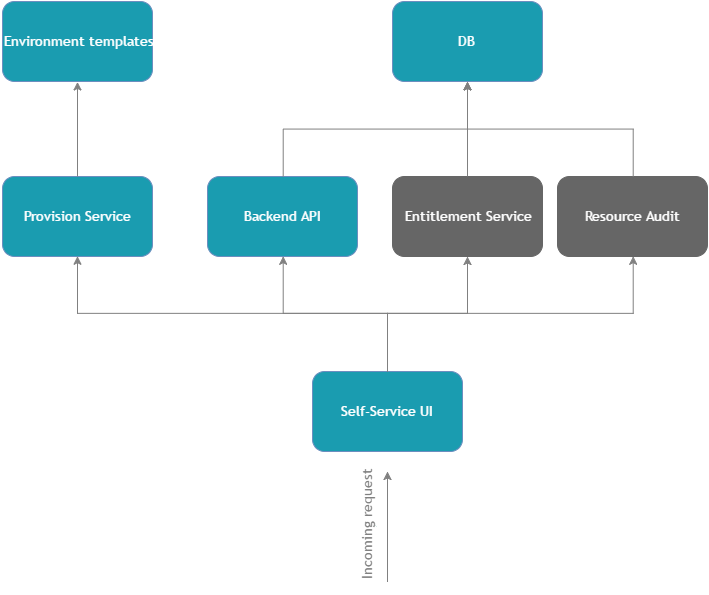 Environment templates
DB
Provision Service
Backend API
Entitlement Service
Resource Audit
Self-Service UI
Incoming request